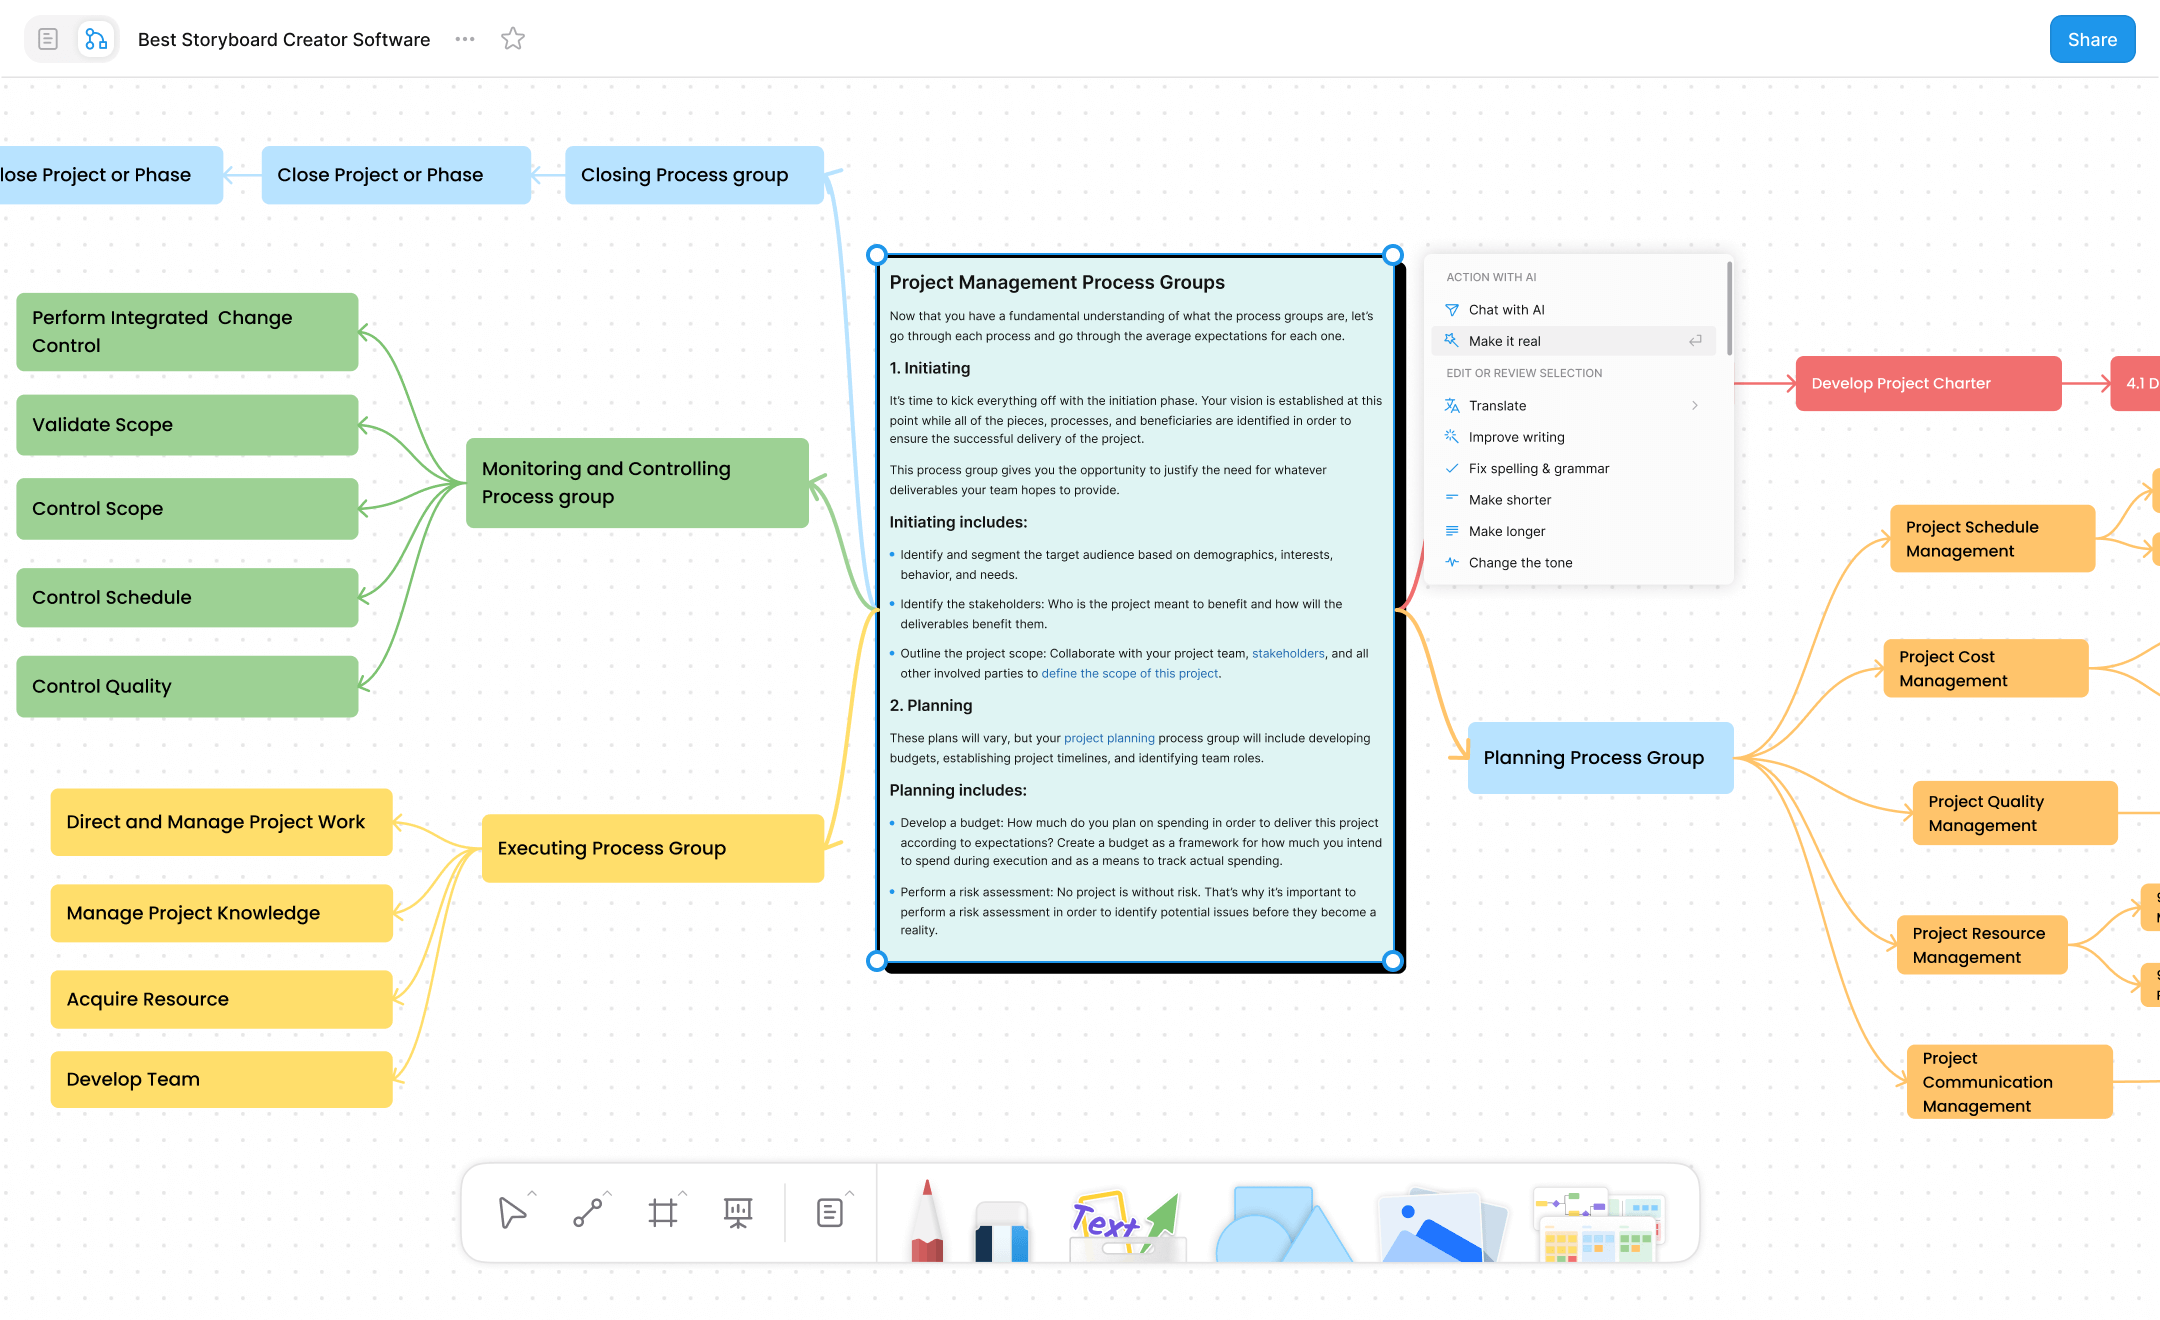 Best Storyboard Creator Software
Share
lose Project or Phase
Close Project or Phase
Closing Process group
Perform Integrated  Change
Control
Validate Scope
Control Scope
Control Schedule
Control Quality
Monitoring and Controlling
Process group
Direct and Manage Project Work
Manage Project Knowledge
Acquire Resource
Develop Team
Executing Process Group
Project Management Process Groups
Now that you have a fundamental understanding of what the process groups are, let's
go through each process and go through the average expectations for each one.
1. Initiating
It's time to kick everything off with the initiation phase. Your vision is established at this
point while all of the pieces, processes, and beneficiaries are identified in order to
ensure the successful delivery of the project.
This process group gives you the opportunity to justify the need for whatever
deliverables your team hopes to provide.
Initiating includes:
• Identify and segment the target audience based on demographics, interests,
behavior, and needs.
• Identify the stakeholders: Who is the project meant to benefit and how will the
deliverables benefit them.
• Outline the project scope: Collaborate with your project team, stakeholders, and all
other involved parties to define the scope of this project.
2. Planning
These plans will vary, but your project planning process group will include developing
budgets, establishing project timelines, and identifying team roles.
Planning includes:
• Develop a budget: How much do you plan on spending in order to deliver this project
according to expectations? Create a budget as a framework for how much you intend
to spend during execution and as a means to track actual spending.
• Perform a risk assessment: No project is without risk. That's why it's important to
perform a risk assessment in order to identify potential issues before they become a
reality.
ACTION WITH AI
Chat with AI
Make it real
EDIT OR REVIEW SELECTION
Translate
Improve writing
Fix spelling & grammar
Make shorter
Make longer
Change the tone
Develop Project Charter
4.1 D
Planning Process Group
Project Schedule
Management
Project Cost
Management
Project Quality
Management
Project Resource
Management
Project
Communication
Management
Text